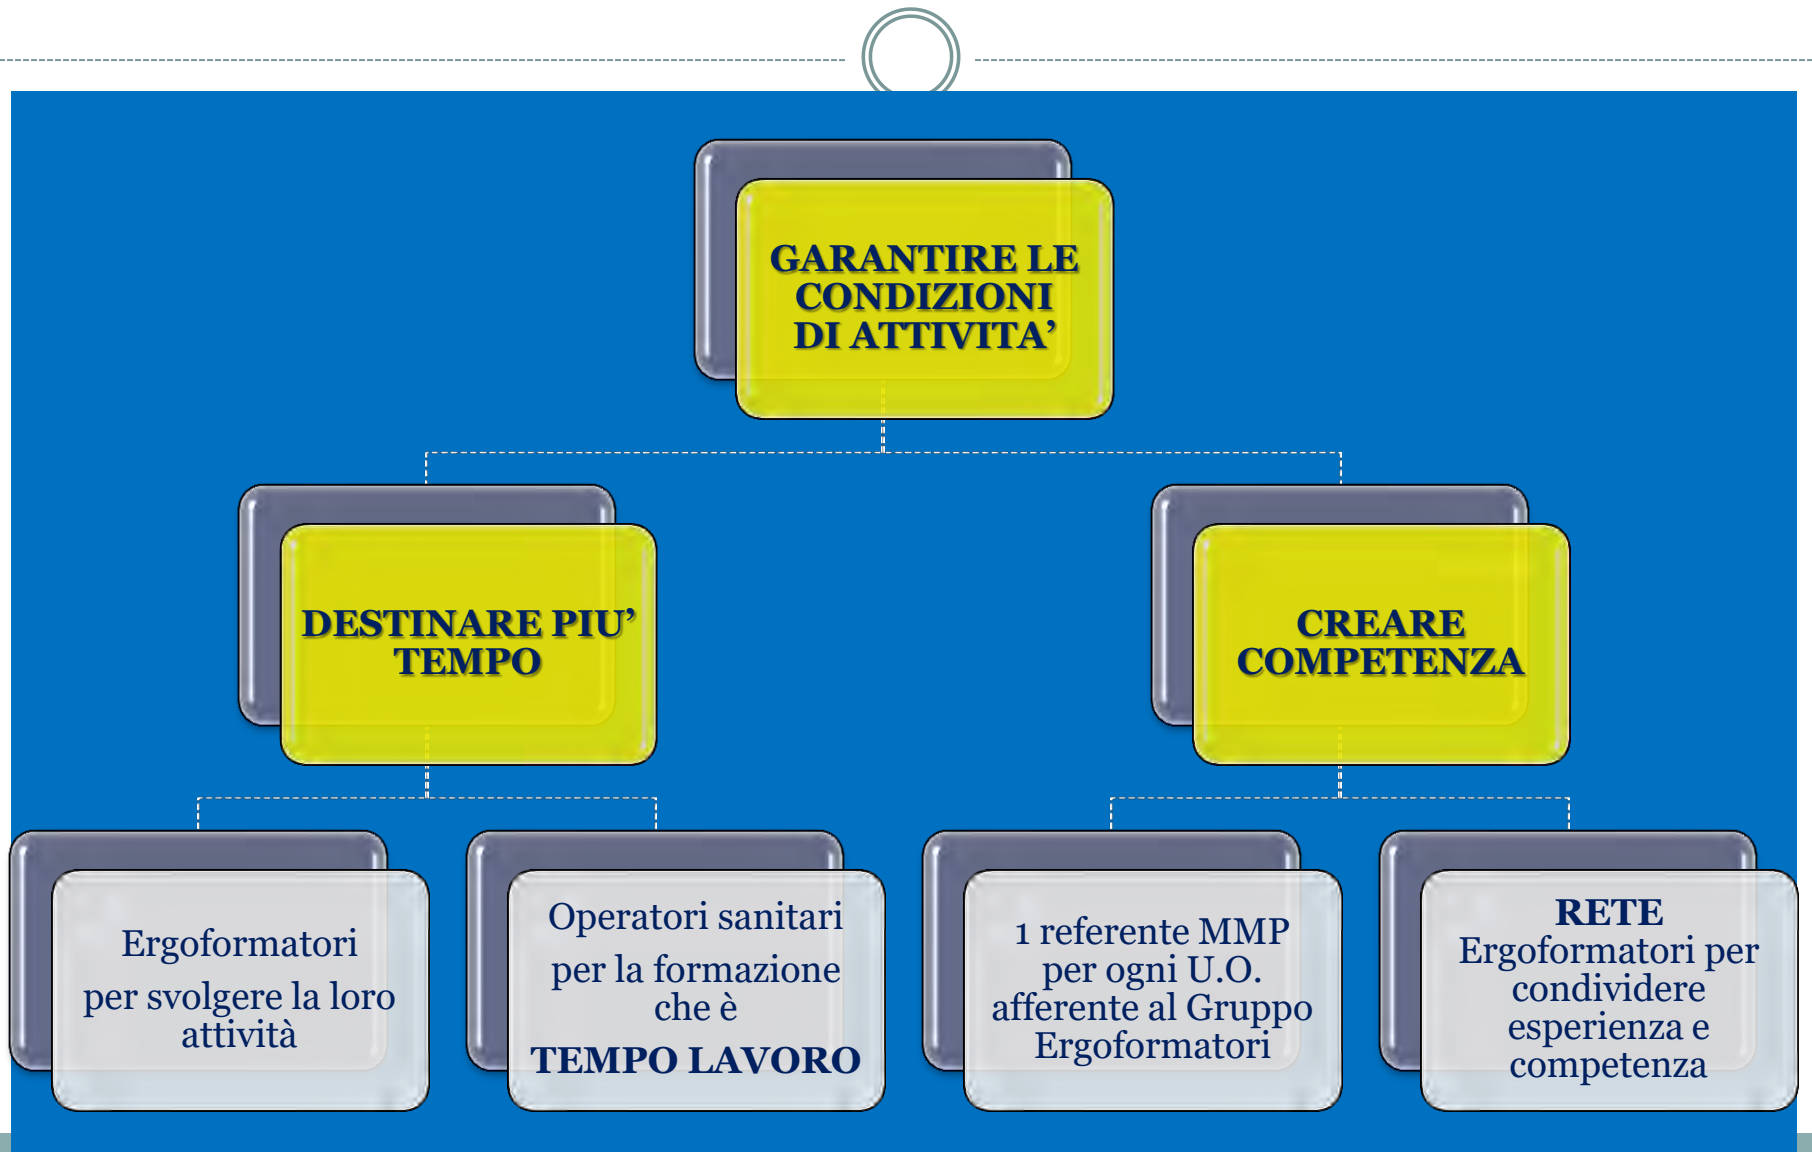 GARANTIRE LE
CONDIZIONI
DI ATTIVITA’
DESTINARE PIU’
TEMPO
CREARE
COMPETENZA
Ergoformatori
per svolgere la loro
attività
Operatori sanitari
per la formazione
che è
TEMPO LAVORO
1 referente MMP
per ogni U.O.
afferente al Gruppo
Ergoformatori
RETE
Ergoformatori per
condividere
esperienza e
competenza